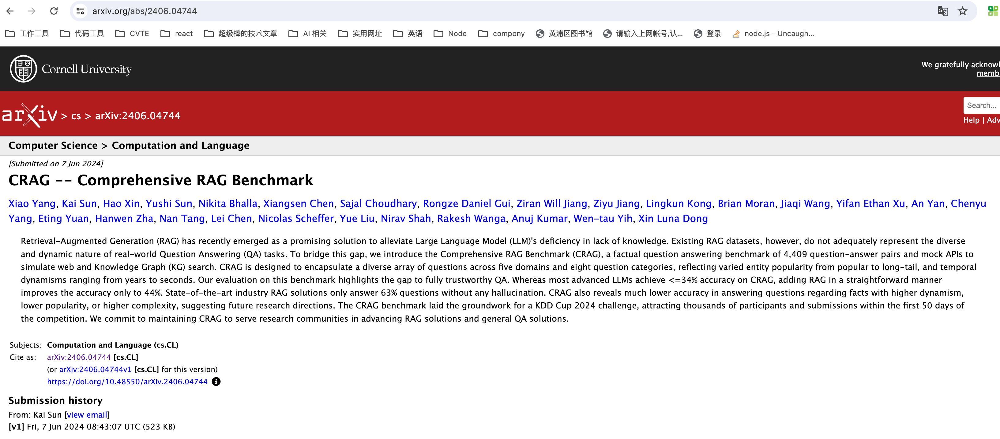 arxiv.org/abs/2406.04744
工作工具 代码工具 CVTE react 超级棒的技术文章 AI 相关 实用网址 英语 Node compony 黄浦区图书馆 请输入上网帐号,认... 登录 node.js - Uncaugh...
Cornell University
We gratefully acknowl
membe
arXiv > cs > arXiv:2406.04744
Search...
Help | Adv
Computer Science > Computation and Language
[Submitted on 7 Jun 2024]
CRAG -- Comprehensive RAG Benchmark
Xiao Yang, Kai Sun, Hao Xin, Yushi Sun, Nikita Bhalla, Xiangsen Chen, Sajal Choudhary, Rongze Daniel Gui, Ziran Will Jiang, Ziyu Jiang, Lingkun Kong, Brian Moran, Jiaqi Wang, Yifan Ethan Xu, An Yan, Chenyu
Yang, Eting Yuan, Hanwen Zha, Nan Tang, Lei Chen, Nicolas Scheffer, Yue Liu, Nirav Shah, Rakesh Wanga, Anuj Kumar, Wen-tau Yih, Xin Luna Dong
Retrieval-Augmented Generation (RAG) has recently emerged as a promising solution to alleviate Large Language Model (LLM)'s deficiency in lack of knowledge. Existing RAG datasets, however, do not adequately represent the diverse
and dynamic nature of real-world Question Answering (QA) tasks. To bridge this gap, we introduce the Comprehensive RAG Benchmark (CRAG), a factual question answering benchmark of 4,409 question-answer pairs and mock APIs to
simulate web and Knowledge Graph (KG) search. CRAG is designed to encapsulate a diverse array of questions across five domains and eight question categories, reflecting varied entity popularity from popular to long-tail, and temporal
dynamisms ranging from years to seconds. Our evaluation on this benchmark highlights the gap to fully trustworthy QA. Whereas most advanced LLMs achieve <=34% accuracy on CRAG, adding RAG in a straightforward manner
improves the accuracy only to 44%. State-of-the-art industry RAG solutions only answer 63% questions without any hallucination. CRAG also reveals much lower accuracy in answering questions regarding facts with higher dynamism,
lower popularity, or higher complexity, suggesting future research directions. The CRAG benchmark laid the groundwork for a KDD Cup 2024 challenge, attracting thousands of participants and submissions within the first 50 days of
the competition. We commit to maintaining CRAG to serve research communities in advancing RAG solutions and general QA solutions.
Subjects: Computation and Language (cs.CL)
Cite as: arXiv:2406.04744 [cs.CL]
(or arXiv:2406.04744v1 [cs.CL] for this version)
https://doi.org/10.48550/arXiv.2406.04744
Submission history
From: Kai Sun [view email]
[v1] Fri, 7 Jun 2024 08:43:07 UTC (523 KB)